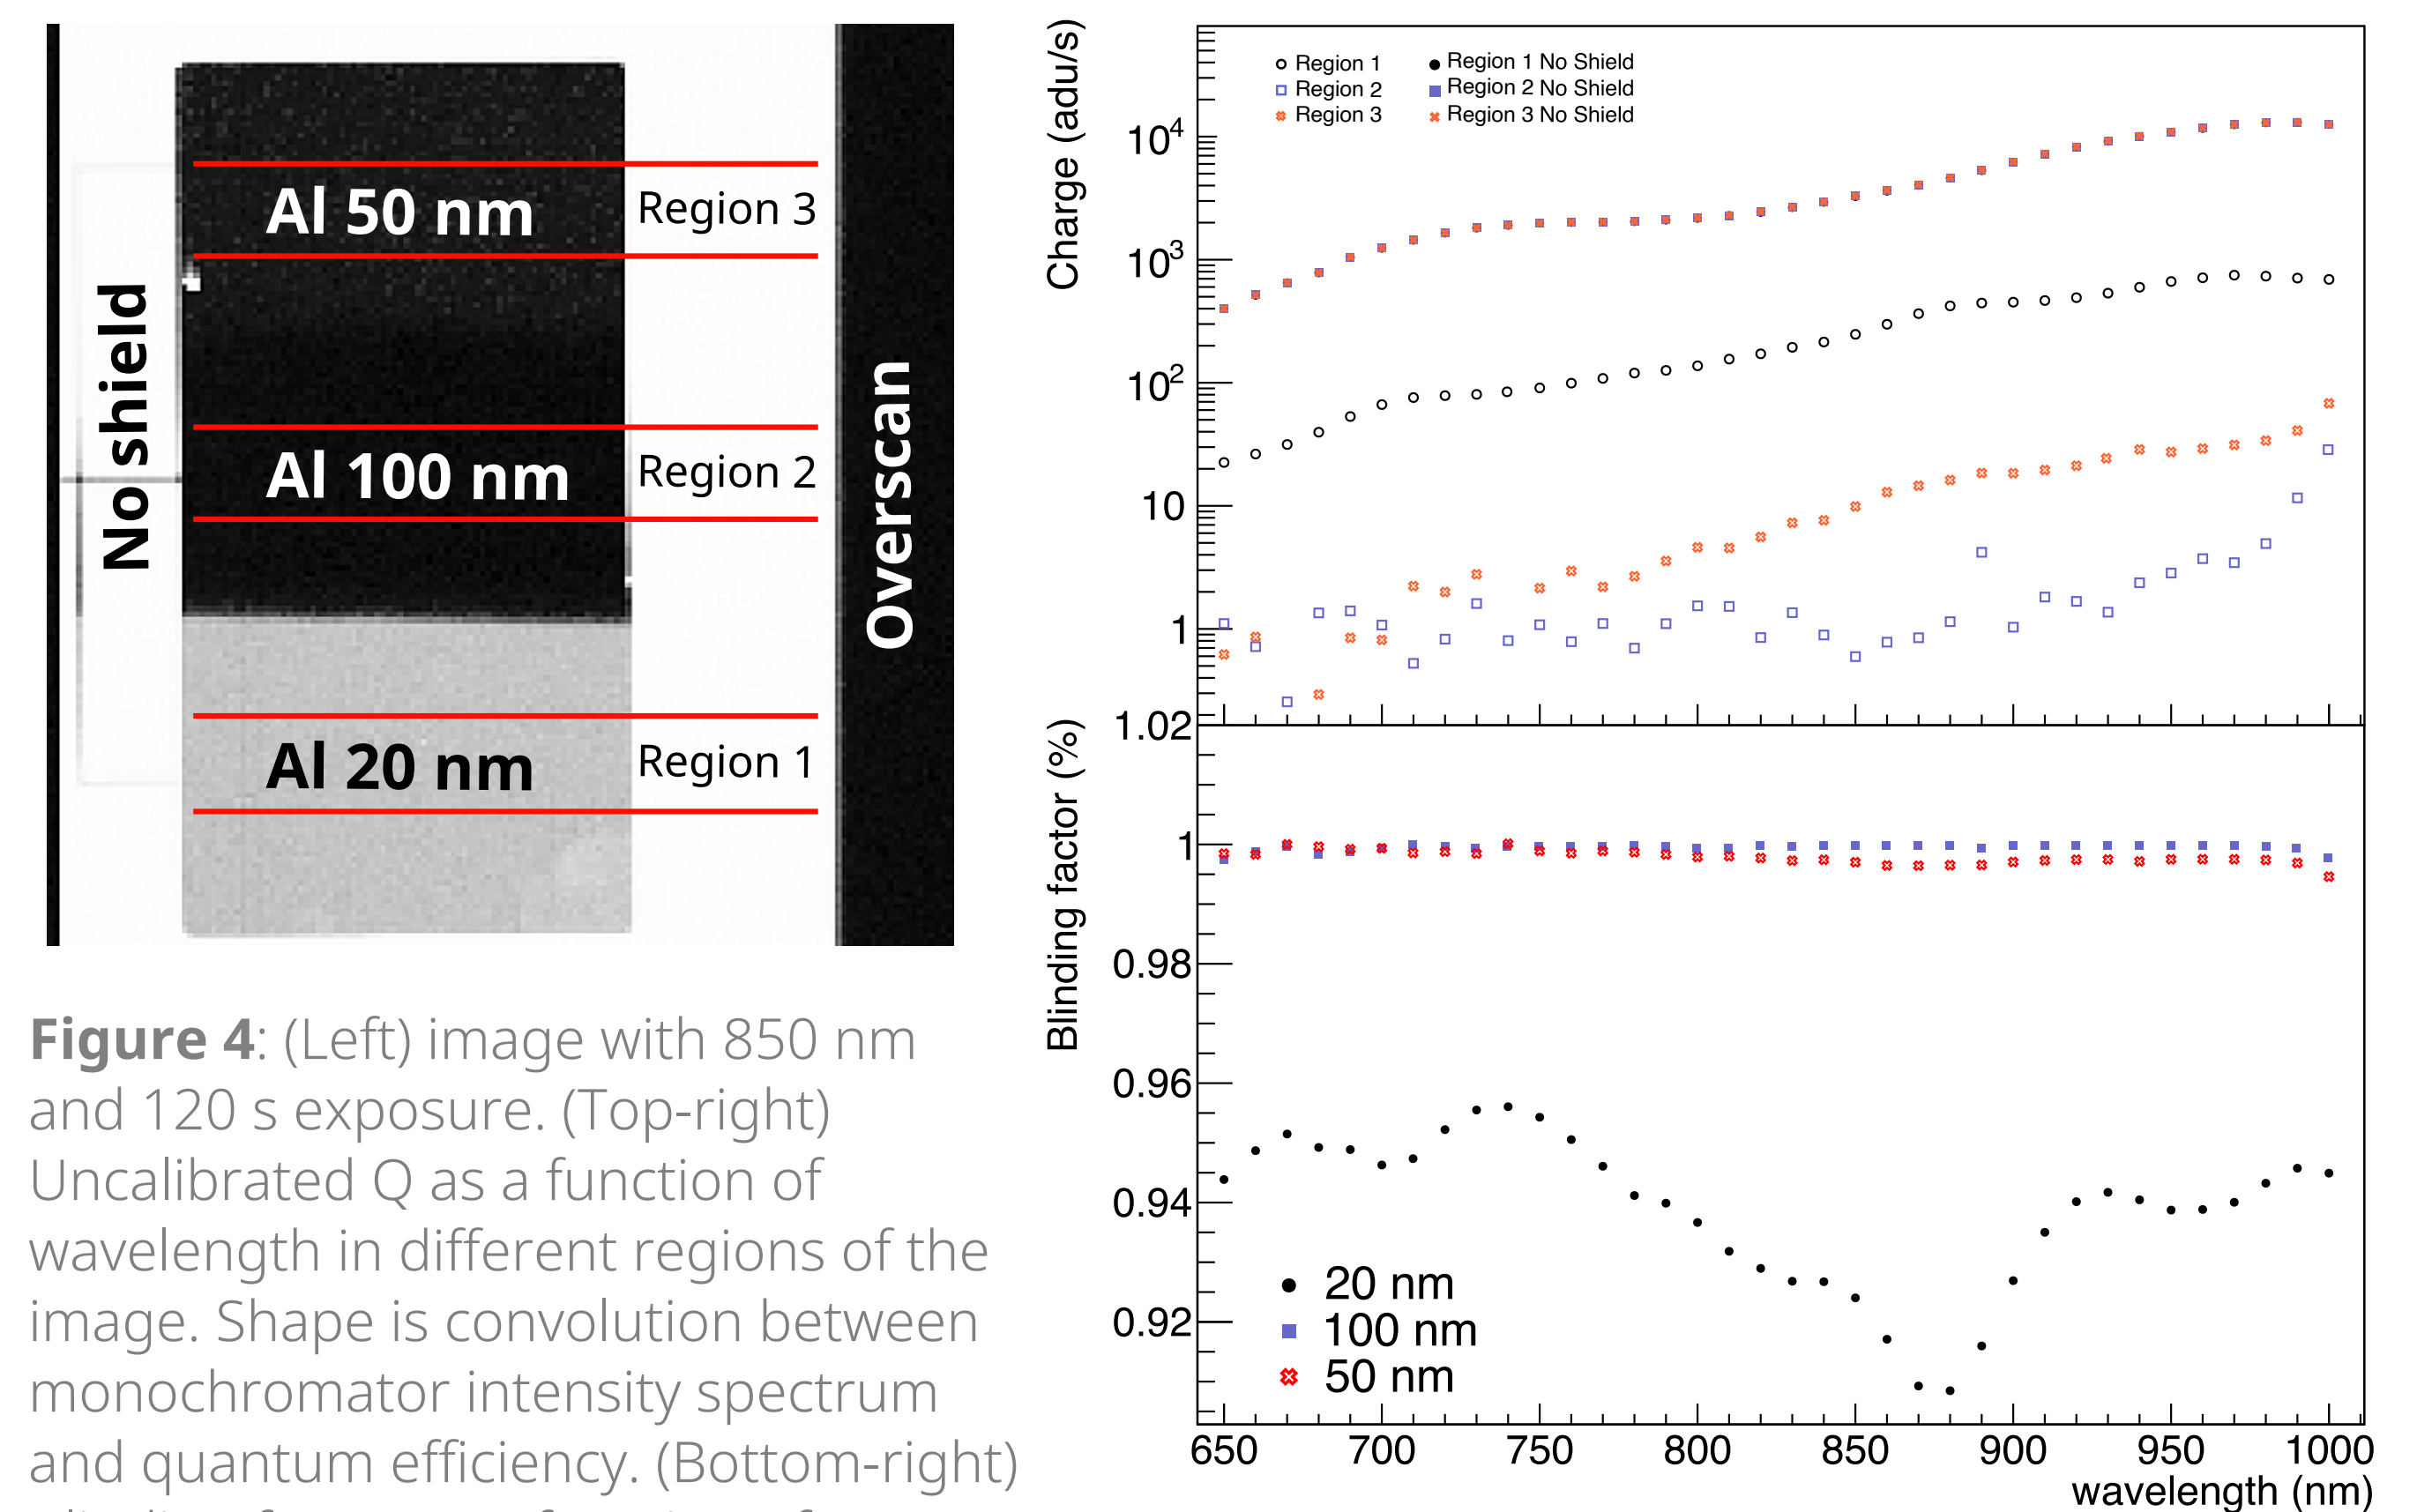 Al 50 nm
Region 3
Al 100 nm
Region 2
Al 20 nm
Region 1
No shield
Overscan
Figure 4: (Left) image with 850 nm
and 120 s exposure. (Top-right)
Uncalibrated Q as a function of
wavelength in different regions of the
image. Shape is convolution between
monochromator intensity spectrum
and quantum efficiency. (Bottom-right)
Charge (adu/s)
Region 1
Region 2
Region 3
Region 1 No Shield
Region 2 No Shield
Region 3 No Shield
10⁴
10³
10²
10
1
Blinding factor (%)
1.02
1
0.98
0.96
0.94
0.92
20 nm
100 nm
50 nm
650 700 750 800 850 900 950 1000
wavelength (nm)